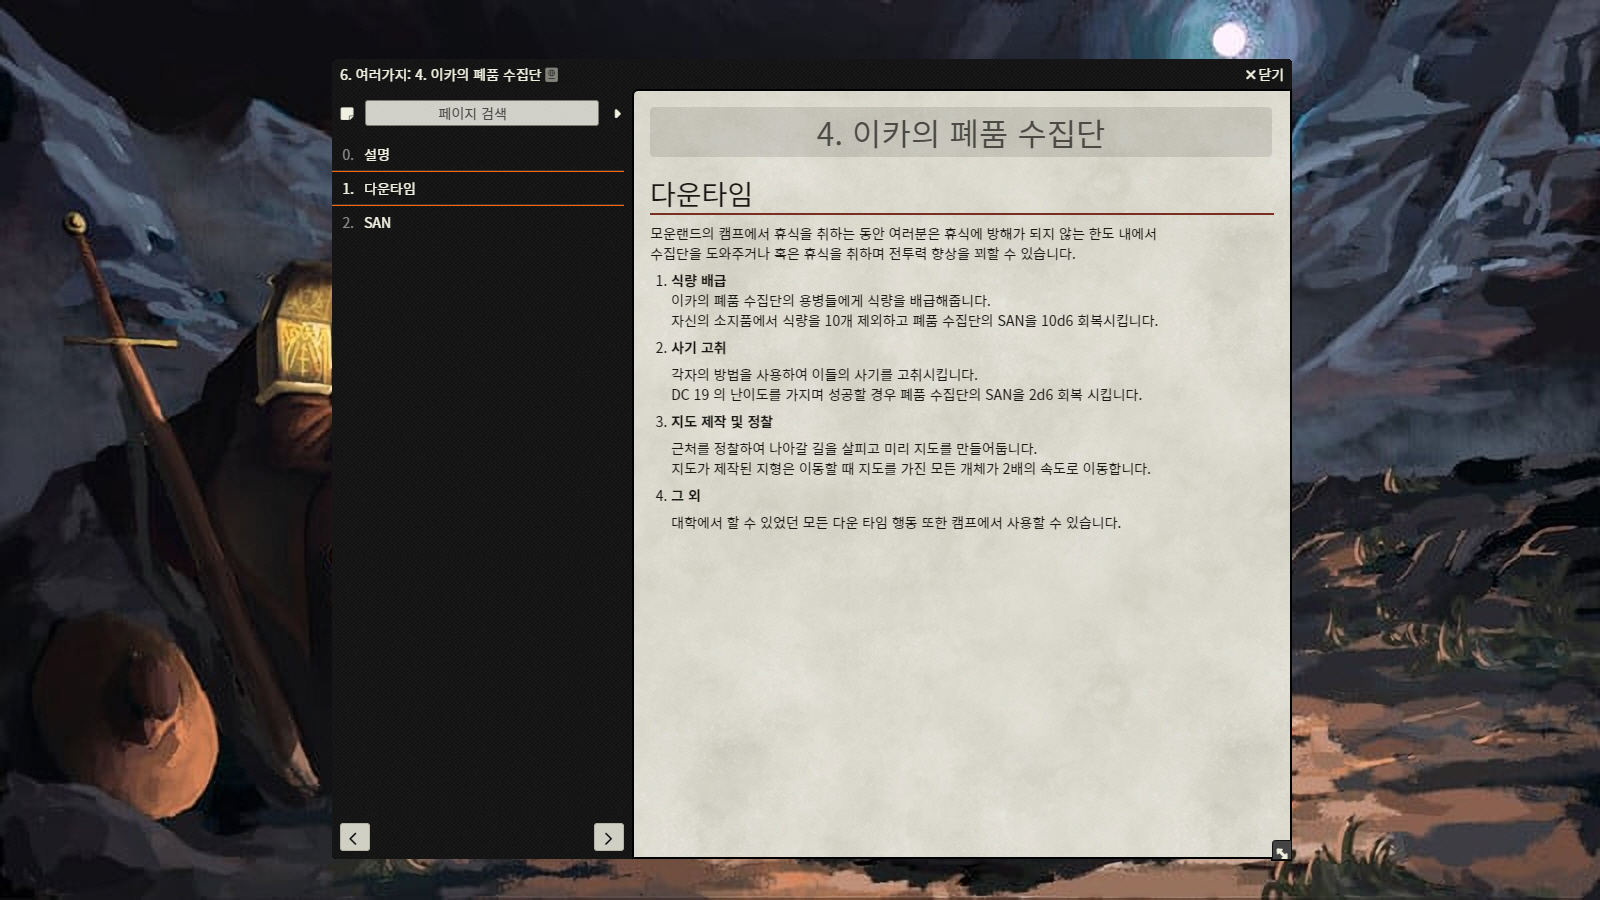 6. 여러가지: 4. 이카의 폐품 수집단
닫기
페이지 검색
0. 설명
1. 다운타임
2. SAN
4. 이카의 폐품 수집단
다운타임
모운랜드의 캠프에서 휴식을 취하는 동안 여러분은 휴식에 방해가 되지 않는 한도 내에서
수집단을 도와주거나 혹은 휴식을 취하며 전투력 향상을 꾀할 수 있습니다.
1. 식량 배급
이카의 폐품 수집단의 용병들에게 식량을 배급해줍니다.
자신의 소지품에서 식량을 10개 제외하고 폐품 수집단의 SAN을 10d6 회복시킵니다.
2. 사기 고취
각자의 방법을 사용하여 이들의 사기를 고취시킵니다.
DC 19 의 난이도를 가지며 성공할 경우 폐품 수집단의 SAN을 2d6 회복 시킵니다.
3. 지도 제작 및 정찰
근처를 정찰하여 나아갈 길을 살피고 미리 지도를 만들어둡니다.
지도가 제작된 지형은 이동할 때 지도를 가진 모든 개체가 2배의 속도로 이동합니다.
4. 그 외
대학에서 할 수 있었던 모든 다운 타임 행동 또한 캠프에서 사용할 수 있습니다.